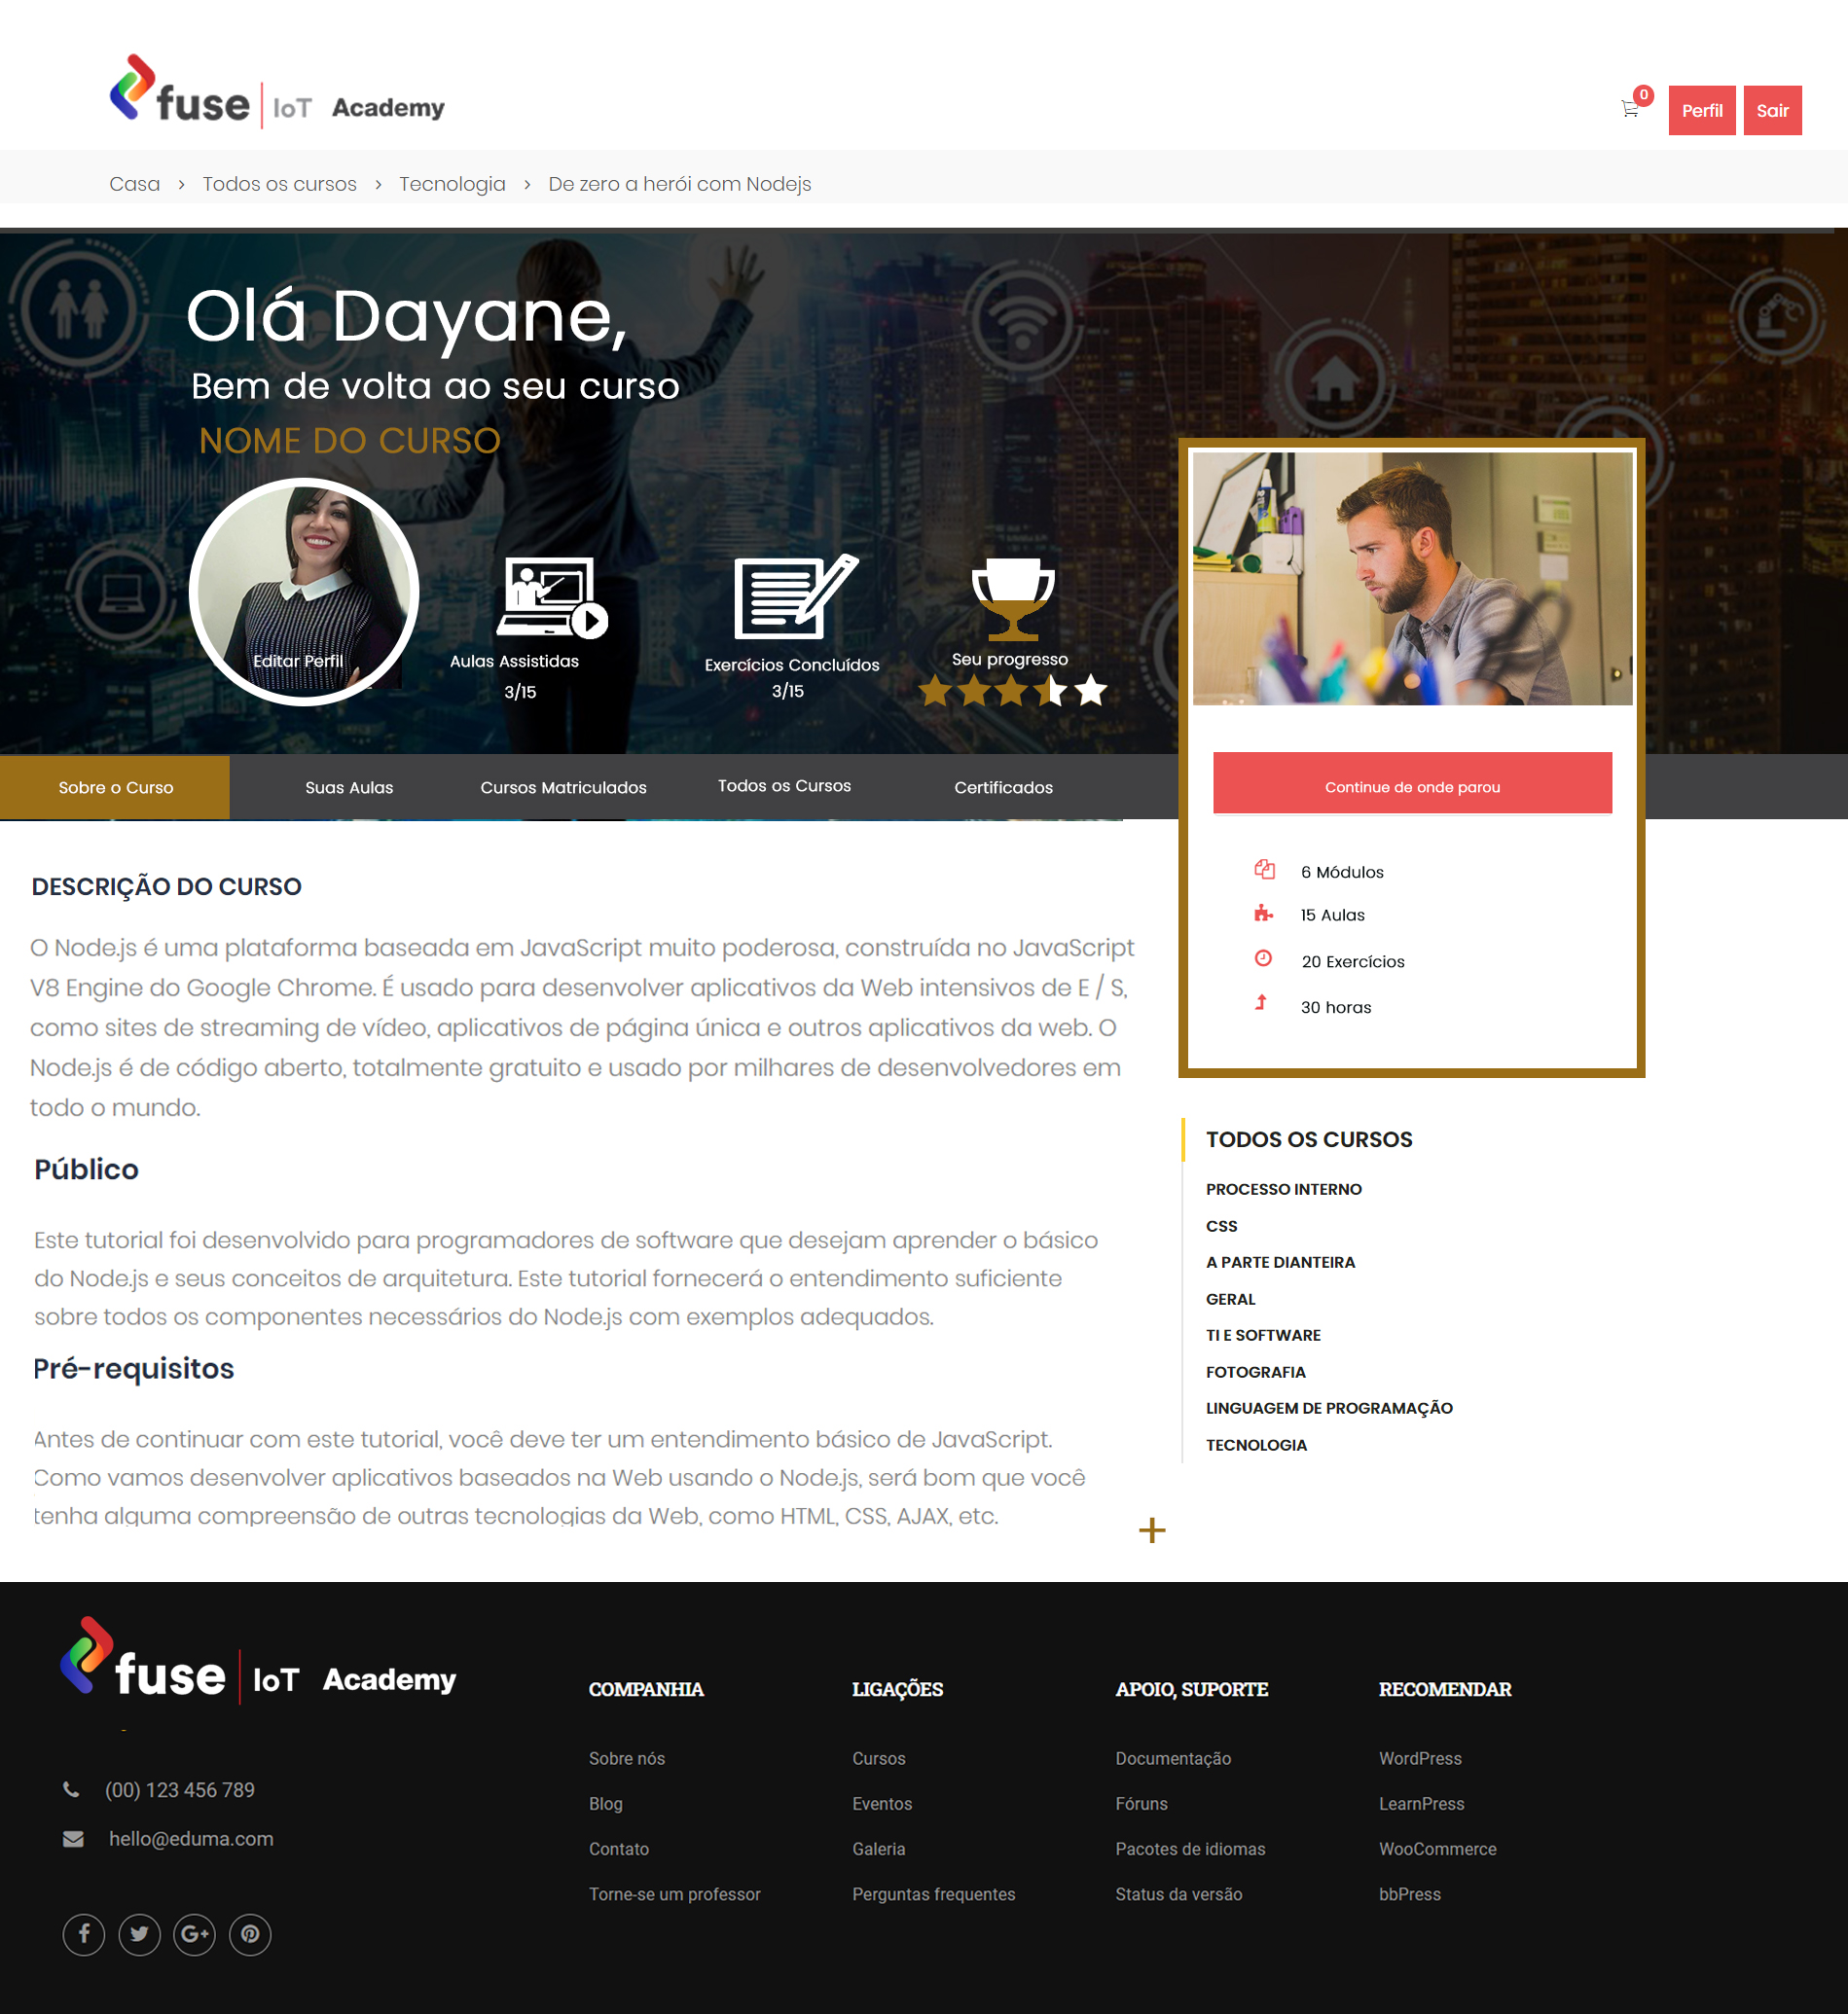 fuse IoT Academy
0
Perfil
Sair
Casa > Todos os cursos > Tecnologia > De zero a herói com Nodejs
Olá Dayane,
Bem de volta ao seu curso
NOME DO CURSO
Editar Perfil
Aulas Assistidas
3/15
Exercícios Concluídos
3/15
Seu progresso
Sobre o Curso
Suas Aulas
Cursos Matriculados
Todos os Cursos
Certificados
Continue de onde parou
6 Módulos
15 Aulas
20 Exercícios
30 horas
DESCRIÇÃO DO CURSO
O Node.js é uma plataforma baseada em JavaScript muito poderosa, construída no JavaScript
V8 Engine do Google Chrome. É usado para desenvolver aplicativos da Web intensivos de E / S,
como sites de streaming de vídeo, aplicativos de página única e outros aplicativos da web. O
Node.js é de código aberto, totalmente gratuito e usado por milhares de desenvolvedores em
todo o mundo.
Público
Este tutorial foi desenvolvido para programadores de software que desejam aprender o básico
do Node.js e seus conceitos de arquitetura. Este tutorial fornecerá o entendimento suficiente
sobre todos os componentes necessários do Node.js com exemplos adequados.
Pré-requisitos
Antes de continuar com este tutorial, você deve ter um entendimento básico de JavaScript.
Como vamos desenvolver aplicativos baseados na Web usando o Node.js, será bom que você
tenha alguma compreensão de outras tecnologias da Web, como HTML, CSS, AJAX, etc.
+
TODOS OS CURSOS
PROCESSO INTERNO
CSS
A PARTE DIANTEIRA
GERAL
TI E SOFTWARE
FOTOGRAFIA
LINGUAGEM DE PROGRAMAÇÃO
TECNOLOGIA
fuse IoT Academy
(00) 123 456 789
hello@eduma.com
COMPANHIA
Sobre nós
Blog
Contato
Torne-se um professor
LIGAÇÕES
Cursos
Eventos
Galeria
Perguntas frequentes
APOIO, SUPORTE
Documentação
Fóruns
Pacotes de idiomas
Status da versão
RECOMENDAR
WordPress
LearnPress
WooCommerce
bbPress